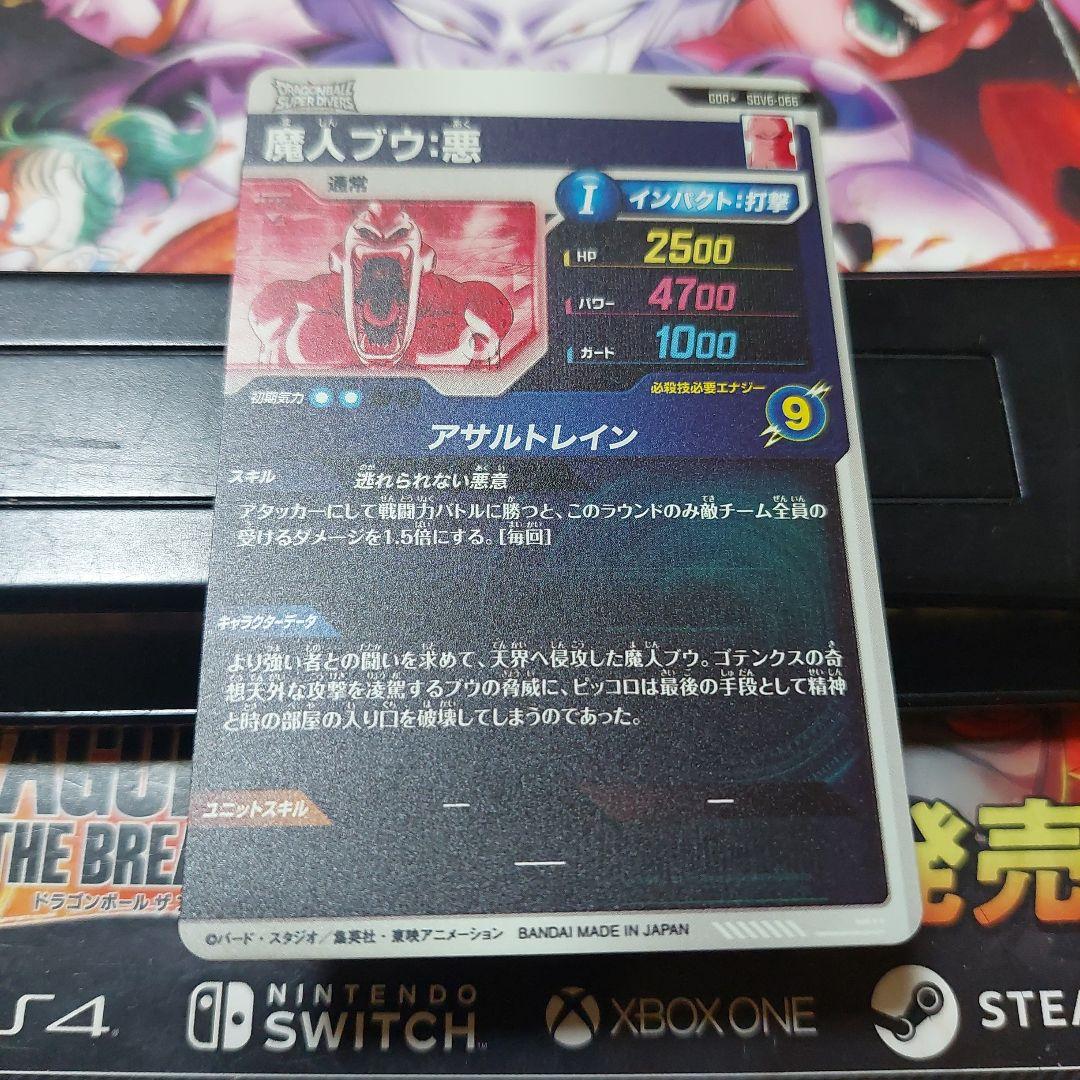 DRAGONBALL
SUPER DIVERS
GDR★ SDV6-066
魔人ブウ:悪
ま じん あく
通常
I インパクト:打撃
HP 2500
パワー 4700
ガード 1000
初期気力
必殺技必要エナジー
9
アサルトレイン
スキル 逃れられない悪意
アタッカーにして戦闘力バトルに勝つと、このラウンドのみ敵チーム全員の
受けるダメージを1.5倍にする。[毎回]
キャラクターデータ
より強い者との闘いを求めて、天界へ侵攻した魔人ブウ。ゴテンクスの奇
想天外な攻撃を凌駕するブウの脅威に、ピッコロは最後の手段として精神
と時の部屋の入り口を破壊してしまうのであった。
ユニットスキル
— —
—
©バード・スタジオ/集英社・東映アニメーション BANDAI MADE IN JAPAN
THE BRE
ドラゴンボール ザ
発売
PS4
NINTENDO
SWITCH
XBOX ONE
STEA